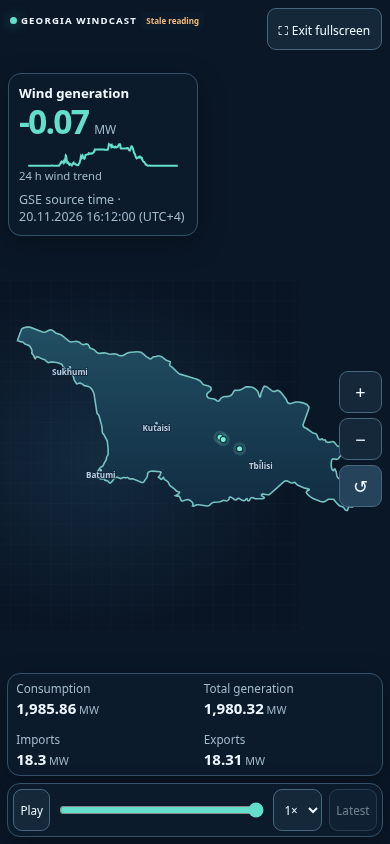 GEORGIA WINDCAST Stale reading
⛶ Exit fullscreen
Wind generation
-0.07 MW
24 h wind trend
GSE source time ·
20.11.2026 16:12:00 (UTC+4)
Sukhumi
Kutaisi
Tbilisi
Batumi
+
−
↺
Consumption
1,985.86 MW
Total generation
1,980.32 MW
Imports
18.3 MW
Exports
18.31 MW
Play
1×
Latest